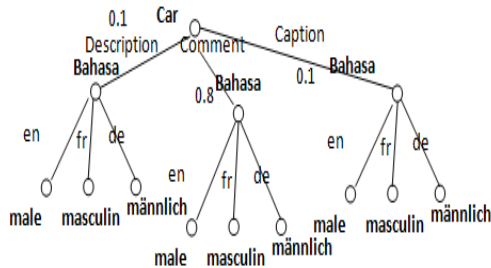 0.1 Car
Description Comment Caption
Bahasa 0.8 Bahasa 0.1 Bahasa
en fr de en fr de en fr de
male masculin männlich male masculin männlich male masculin männlich